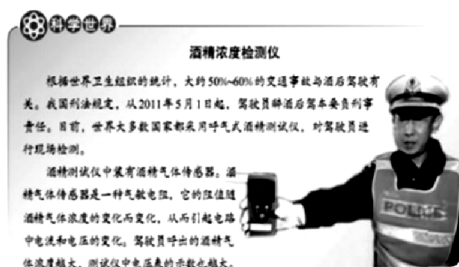 科学世界
酒精浓度检测仪
根据世界卫生组织的统计，大约50%~60%的交通事故与酒后驾驶有
关。我国刑法规定，从2011年5月1日起，驾驶员醉酒后驾车要负刑事
责任。目前，世界大多数国家都采用呼气式酒精测试仪，对驾驶员进
行现场检测。
酒精测试仪中装有酒精气体传感器。酒
精气体传感器是一种气敏电阻，它的阻值随
酒精气体浓度的变化而变化，从而引起电路
中电流和电压的变化。驾驶员呼出的酒精气
体浓度越大，测试仪中电压表的示数也越大。
POLICE